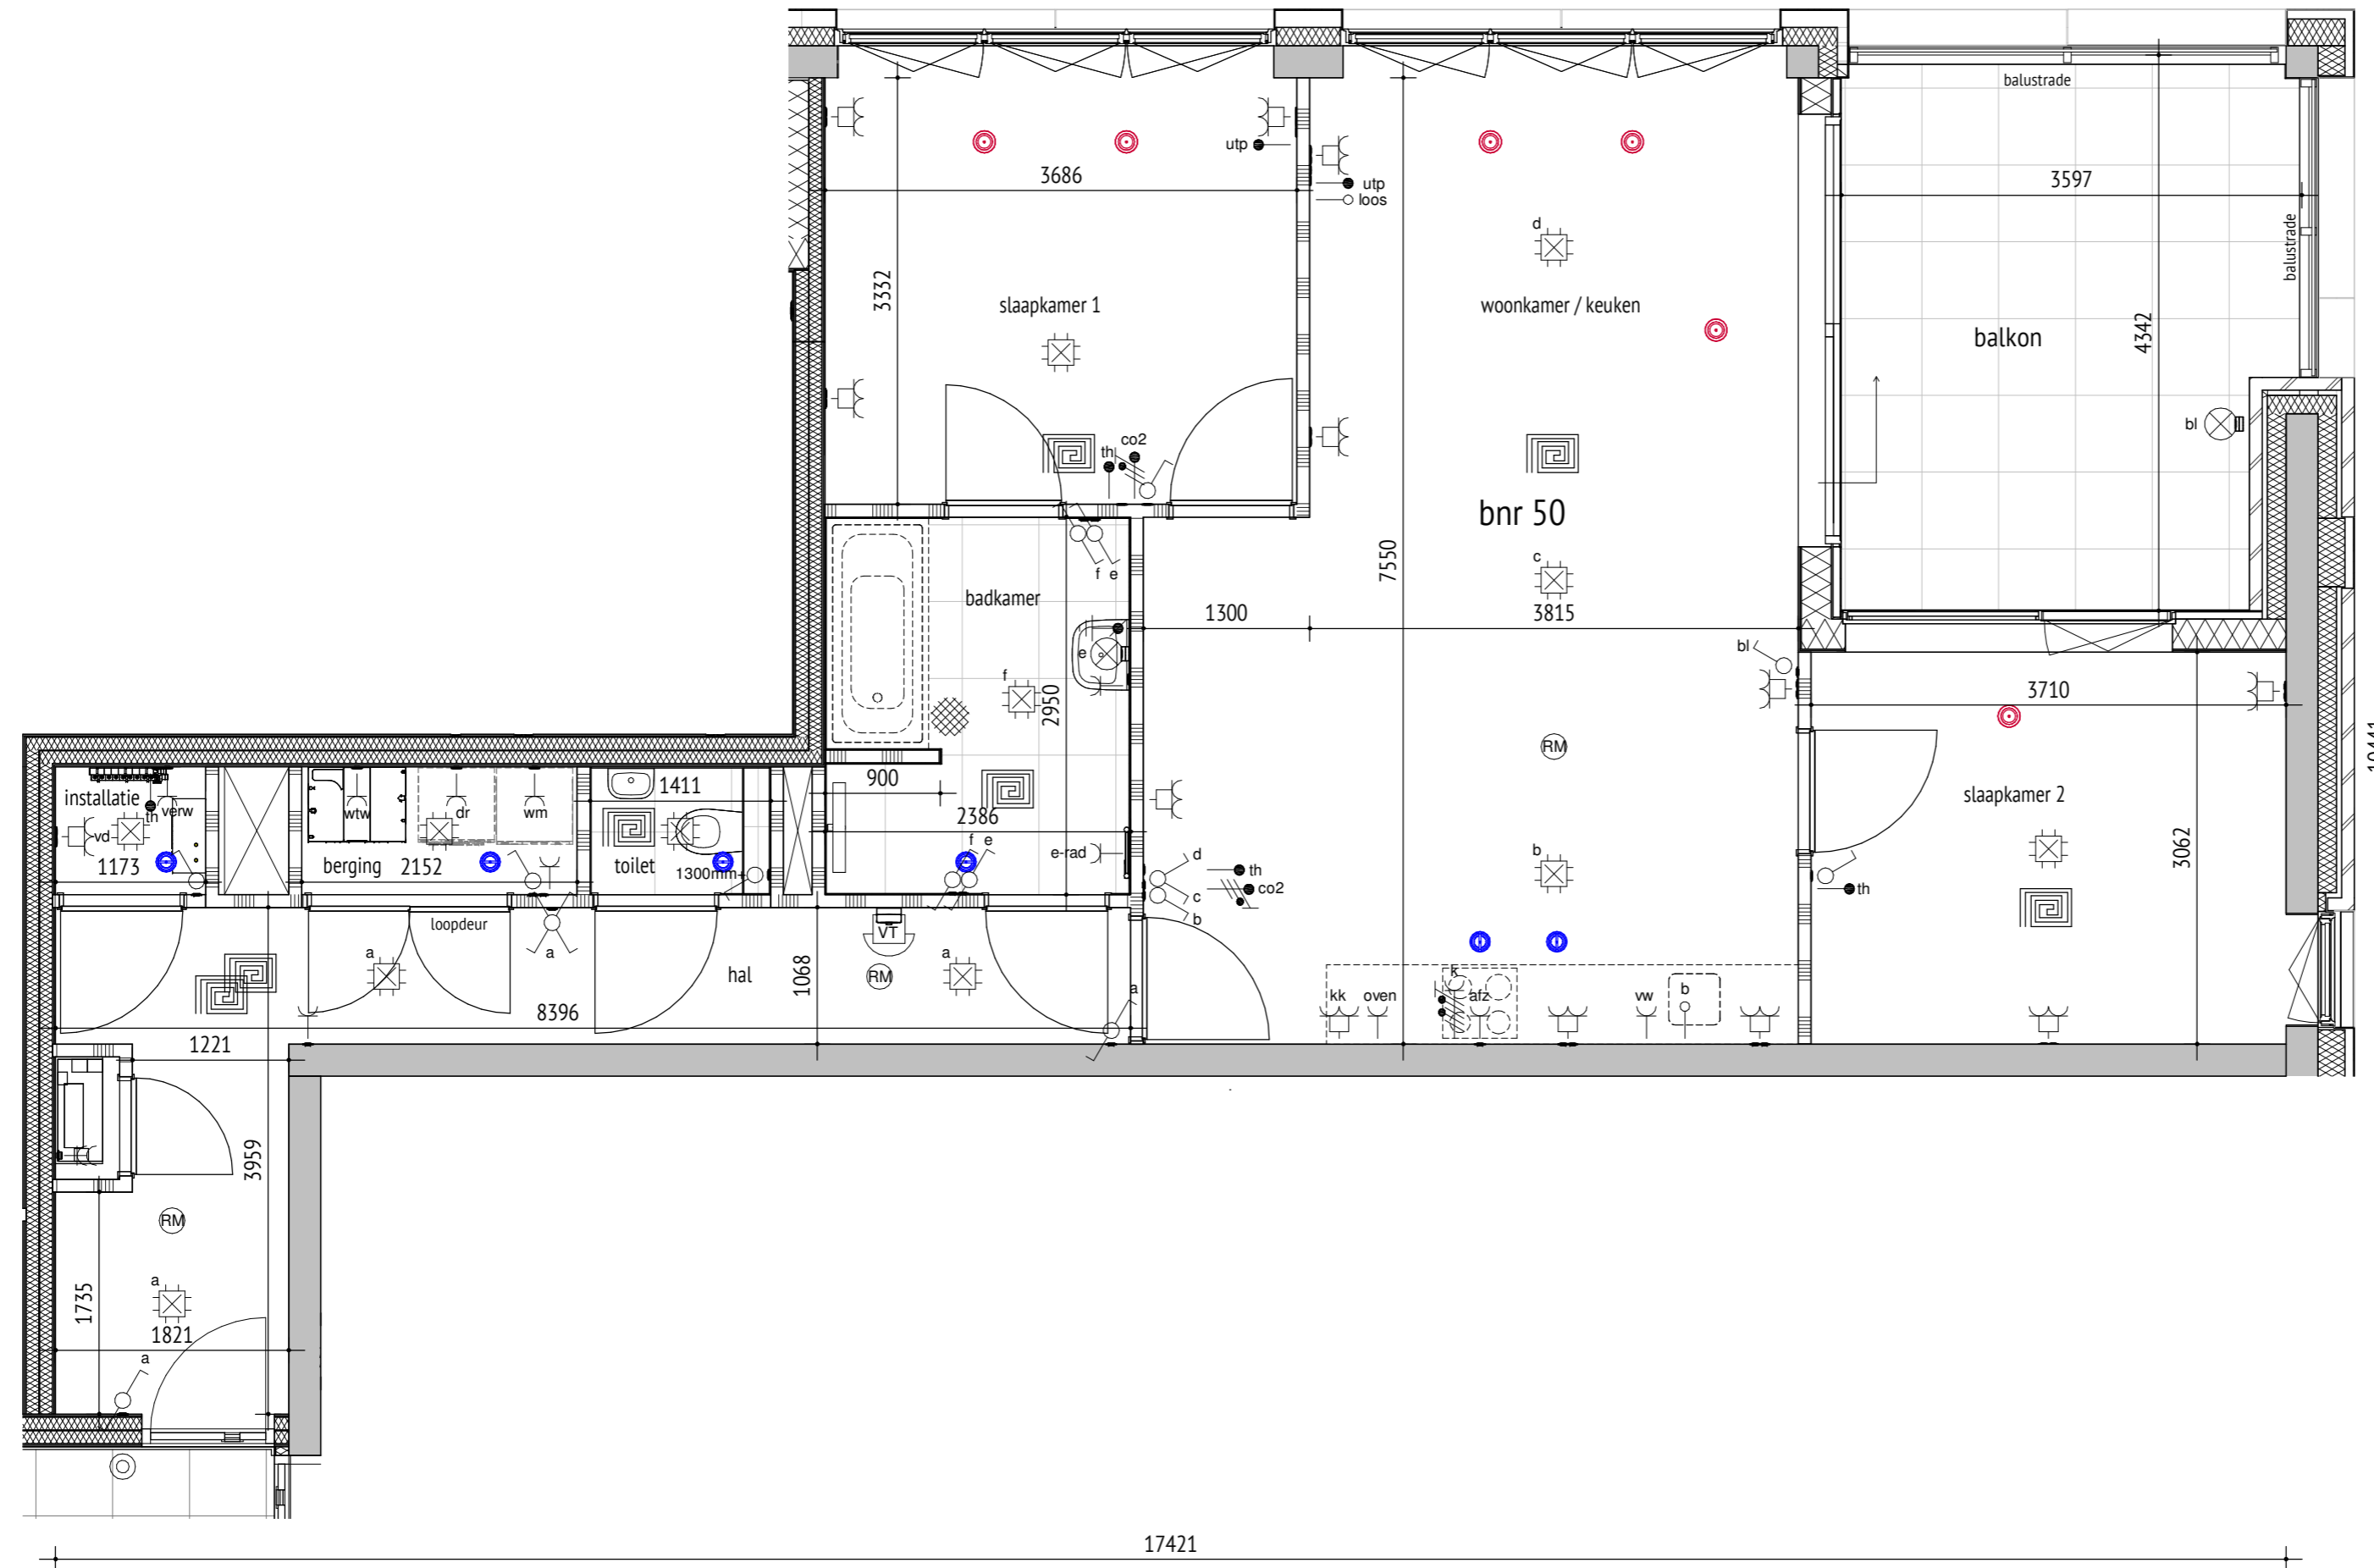 balustrade
utp
3686
utp
loos
3597
d
balustrade
3332
slaapkamer 1
woonkamer / keuken
balkon
4342
bl
co2
th
bnr 50
7550
f e
badkamer
c
1300
3815
e
bl
f
2950
3710
RM
10441
installatie
verw
th
vd
wtw
dr
wm
1411
900
2386
slaapkamer 2
1173
berging
2152
toilet
1300mm+
f e
e-rad
d
th
c
co2
b
b
3062
th
loopdeur
VT
a
a
hal
1068
RM
a
a
k
kk
oven
afz
vw
b
8396
1221
3959
RM
a
1735
1821
a
17421